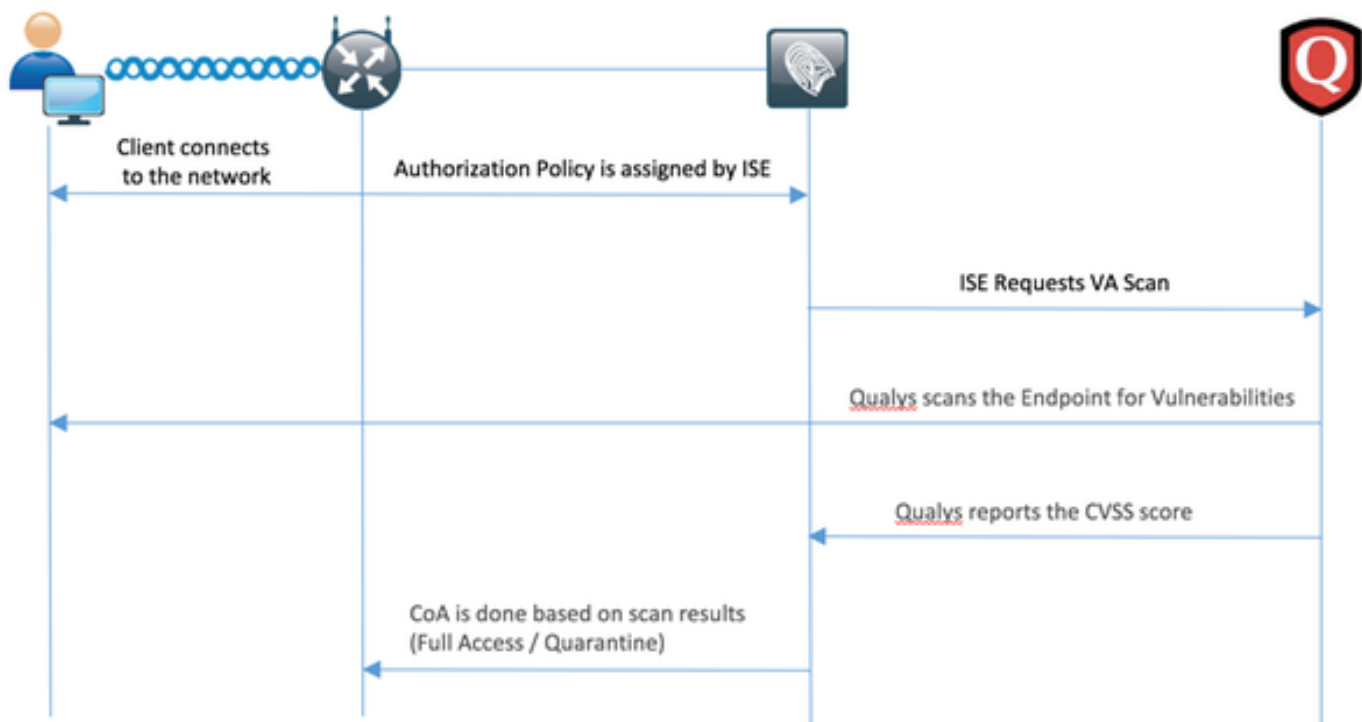 Q
Client connects
to the network
Authorization Policy is assigned by ISE
ISE Requests VA Scan
Qualys scans the Endpoint for Vulnerabilities
Qualys reports the CVSS score
CoA is done based on scan results
(Full Access / Quarantine)